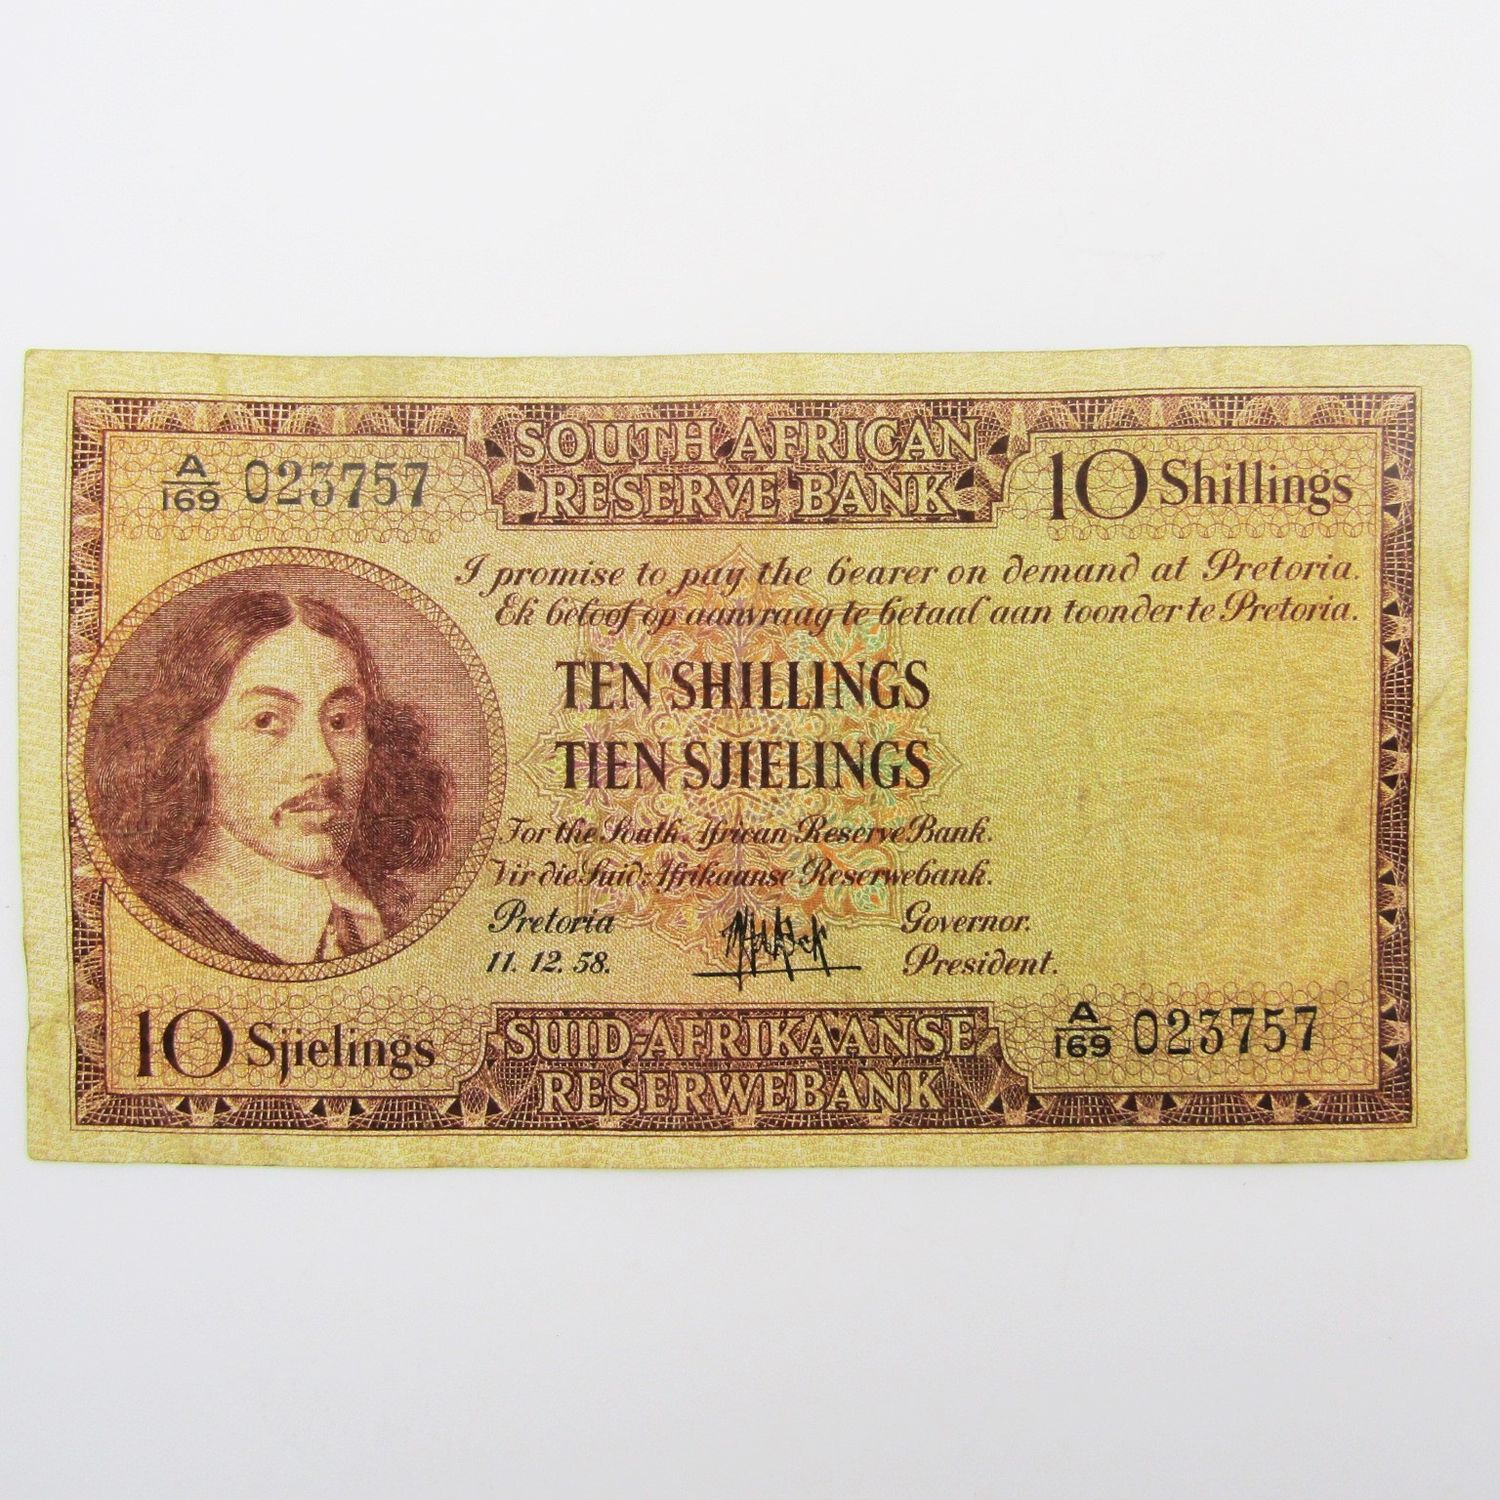 SOUTH AFRICAN
RESERVE BANK
A/169 023757
10 Shillings
I promise to pay the bearer on demand at Pretoria.
Ek beloof op aanvraag te betaal aan toonder te Pretoria.
TEN SHILLINGS
TIEN SJIELINGS
For the South African Reserve Bank.
Vir die Suid-Afrikaanse Reserwebank.
Pretoria
11. 12. 58.
Governor.
President.
10 Sjielings
SUID-AFRIKAANSE
RESERWEBANK
A/169 023757